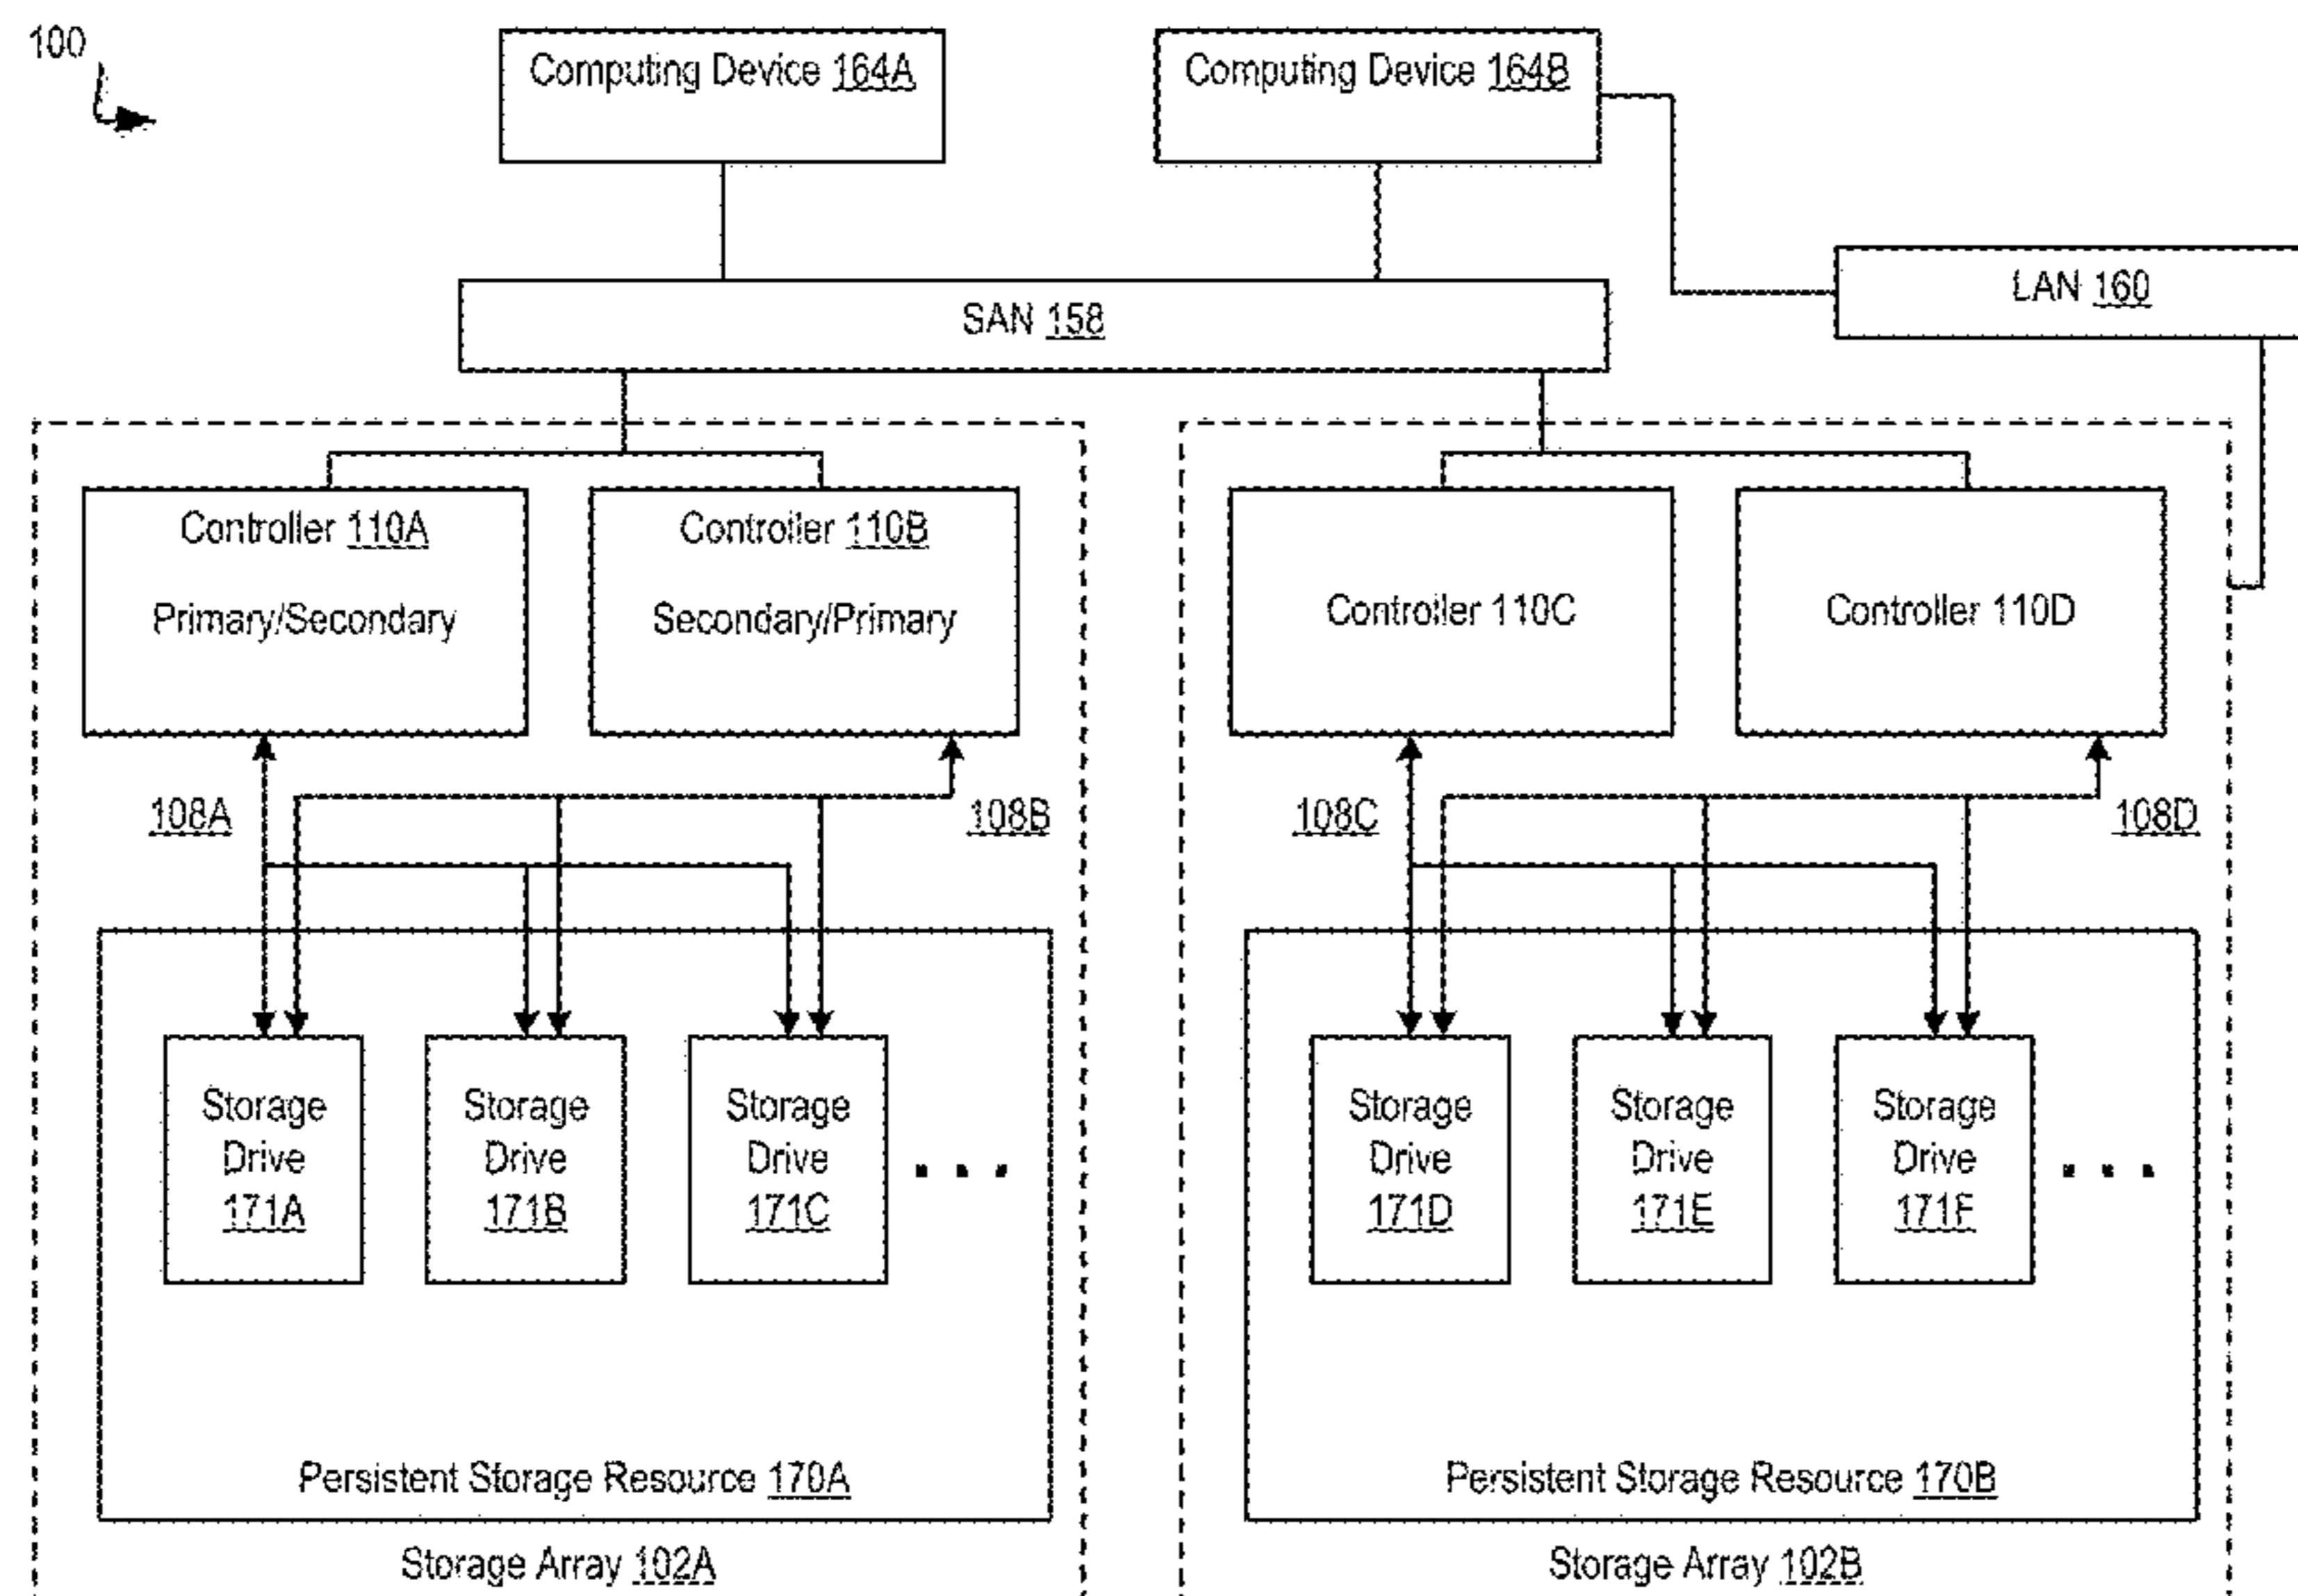 100
Computing Device 164A
Computing Device 164B
LAN 160
SAN 158
Controller 110A
Primary/Secondary
Controller 110B
Secondary/Primary
Controller 110C
Controller 110D
108A
108B
108C
108D
Storage
Drive
171A
Storage
Drive
171B
Storage
Drive
171C
. . .
Storage
Drive
171D
Storage
Drive
171E
Storage
Drive
171F
. . .
Persistent Storage Resource 170A
Persistent Storage Resource 170B
Storage Array 102A
Storage Array 102B